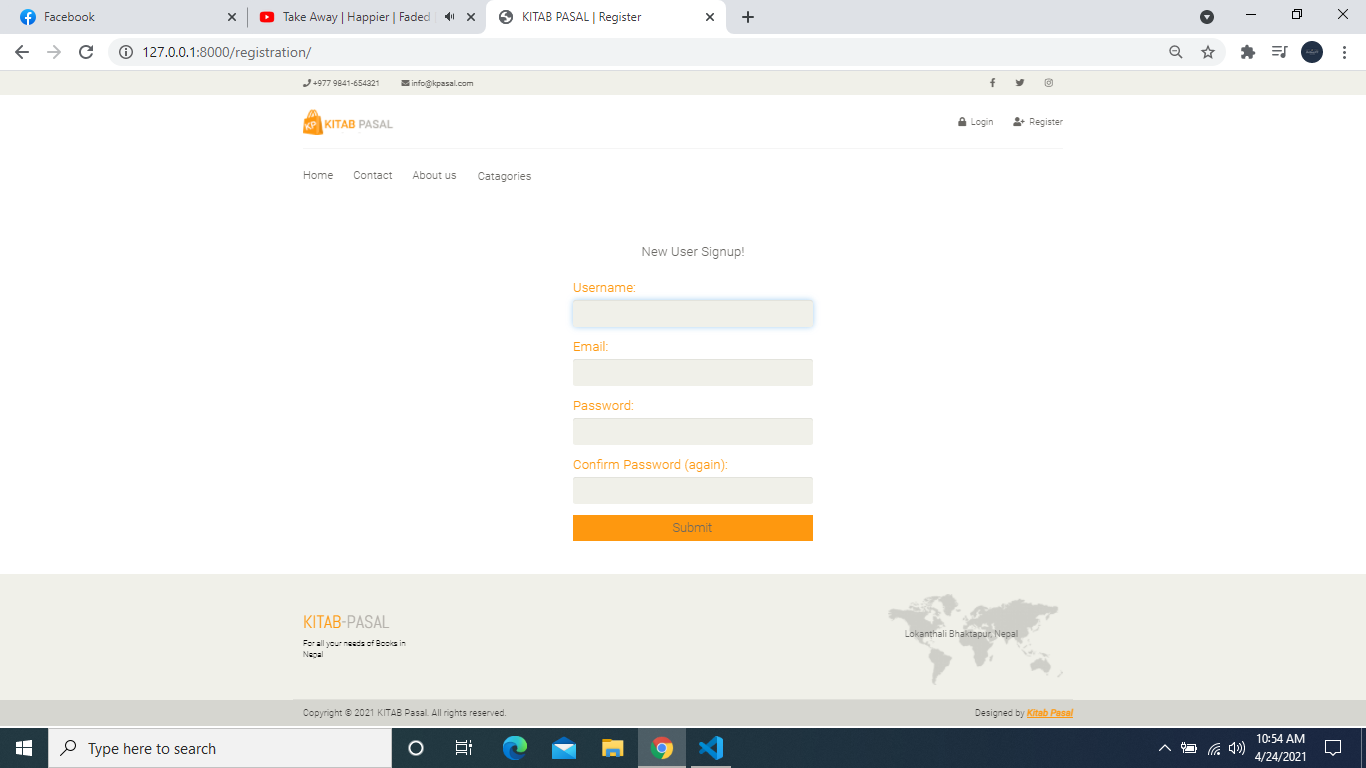 Facebook
Take Away | Happier | Faded
KITAB PASAL | Register
127.0.0.1:8000/registration/
+977 9841-654321 info@kpasal.com
KP KITAB PASAL
Login Register
Home Contact About us Catagories
New User Signup!
Username:
Email:
Password:
Confirm Password (again):
Submit
KITAB-PASAL
For all your needs of Books in
Nepal
Lokanthali Bhaktapur, Nepal
Copyright © 2021 KITAB Pasal. All rights reserved.
Designed by Kitab Pasal
Type here to search
10:54 AM
4/24/2021